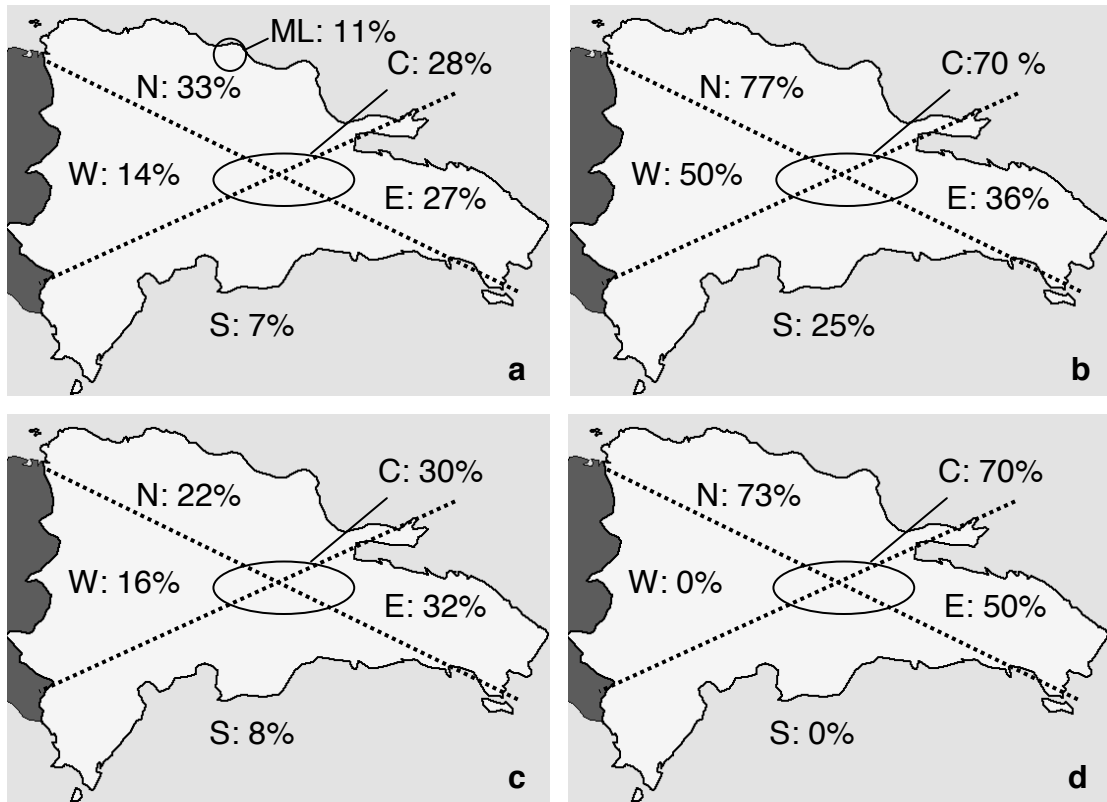 ML: 11%
C: 28%
N: 33%
W: 14%
E: 27%
S: 7%
a
C:70 %
N: 77%
W: 50%
E: 36%
S: 25%
b
C: 30%
N: 22%
W: 16%
E: 32%
S: 8%
c
C: 70%
N: 73%
W: 0%
E: 50%
S: 0%
d